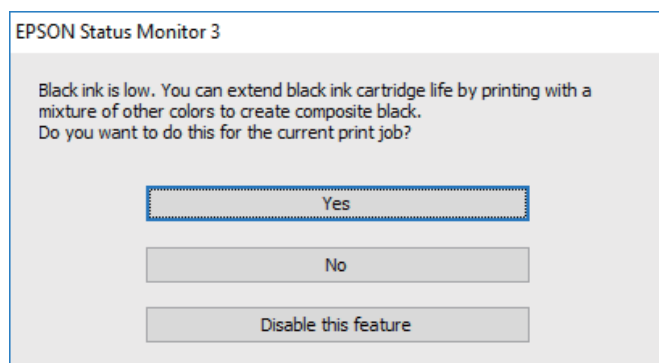 EPSON Status Monitor 3
Black ink is low. You can extend black ink cartridge life by printing with a
mixture of other colors to create composite black.
Do you want to do this for the current print job?
Yes
No
Disable this feature